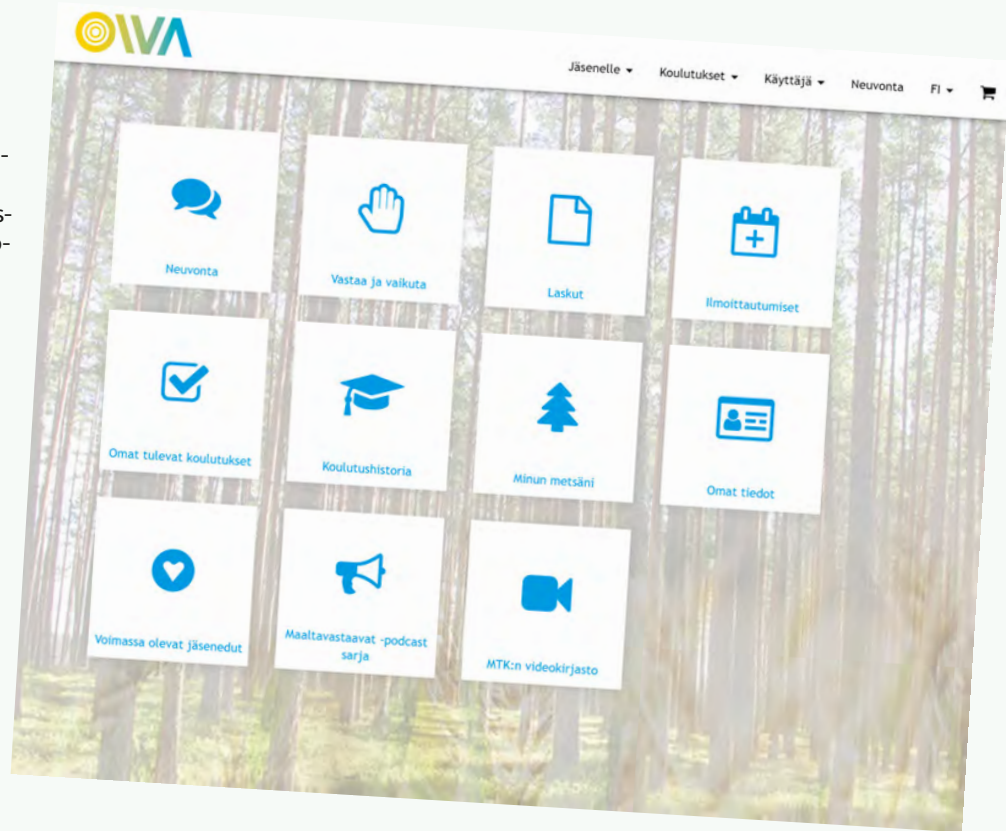 OIVA
Jäsenelle
Koulutukset
Käyttäjä
Neuvonta
FI
Neuvonta
Vastaa ja vaikuta
Laskut
Ilmoittautumiset
Omat tulevat koulutukset
Koulutushistoria
Minun metsäni
Omat tiedot
Voimassa olevat jäsenedut
Maaltavastaavat -podcast
sarja
MTK:n videokirjasto